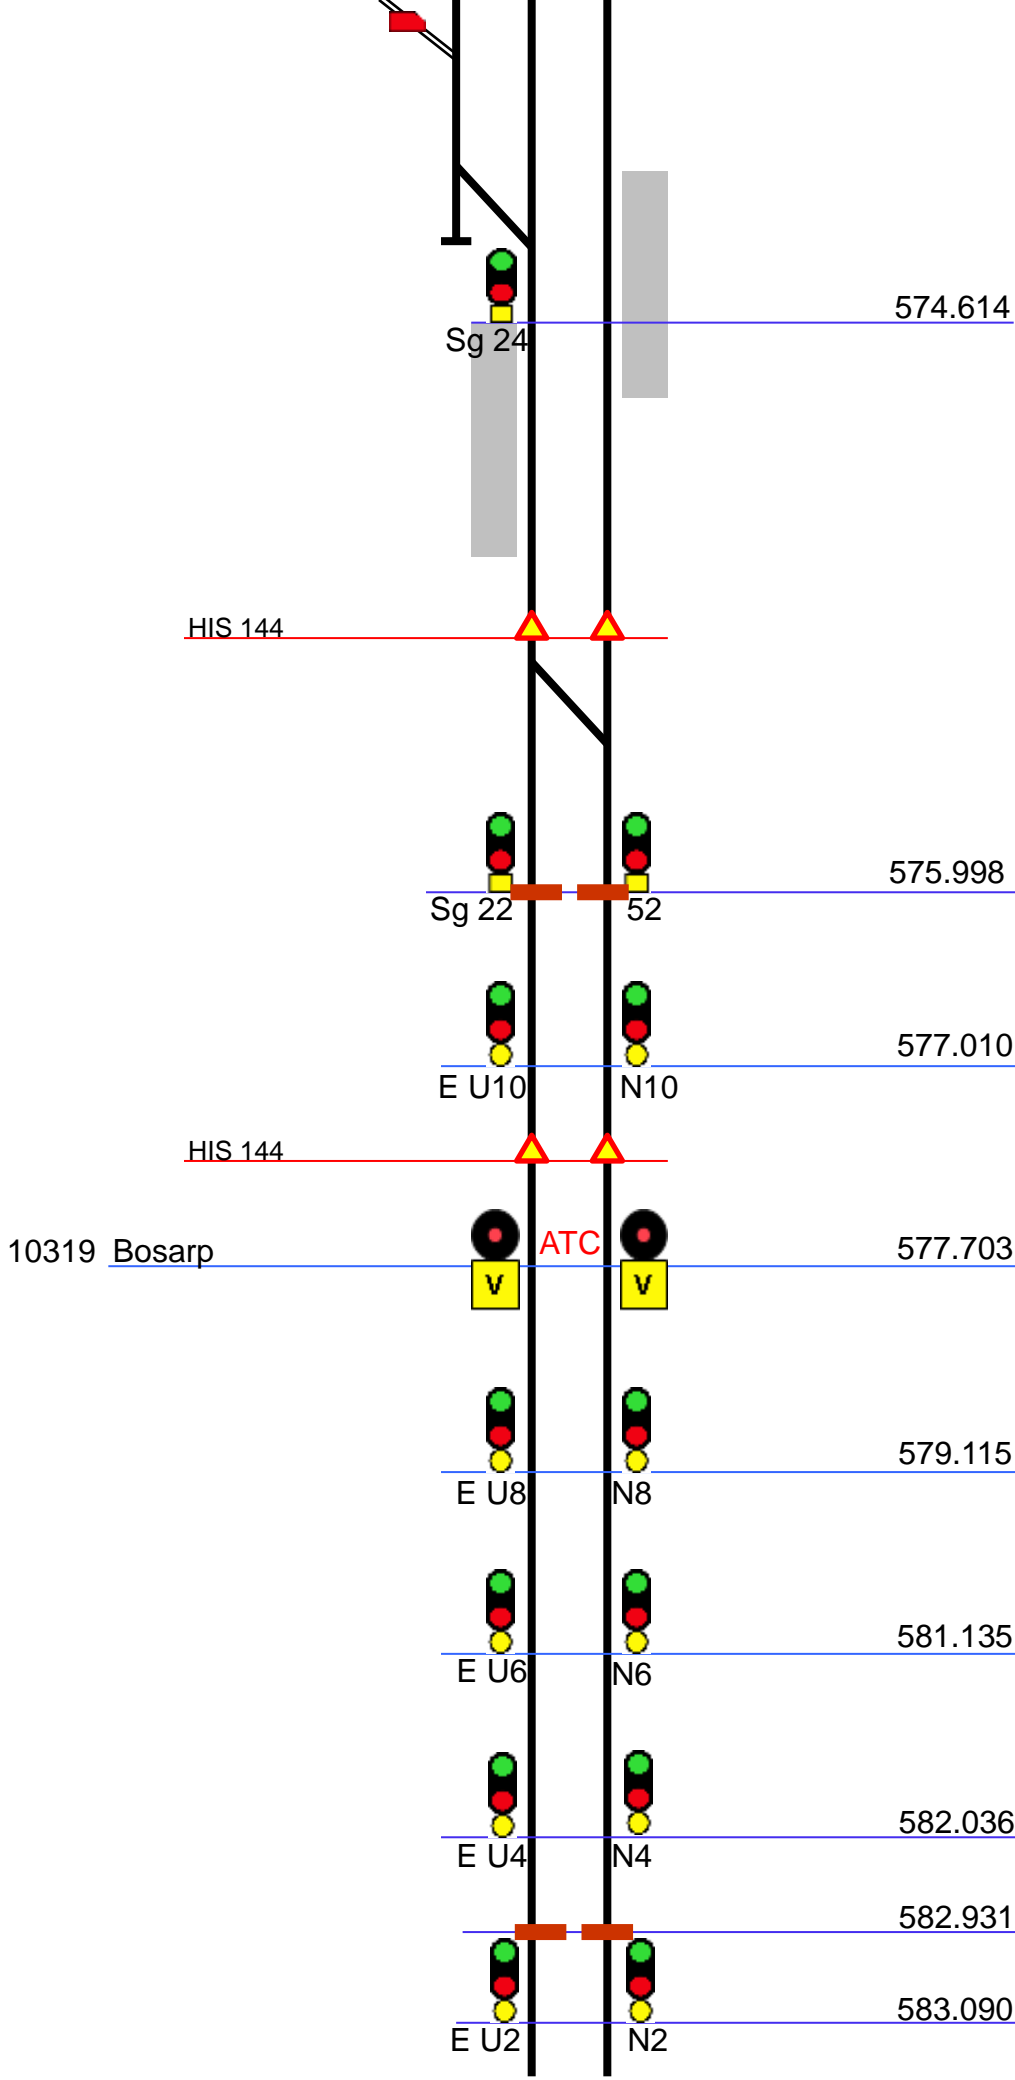 574.614
Sg 24
HIS 144
575.998
Sg 22 52
577.010
E U10 N10
HIS 144
10319 Bosarp ATC 577.703
V V
579.115
E U8 N8
581.135
E U6 N6
582.036
E U4 N4
582.931
583.090
E U2 N2